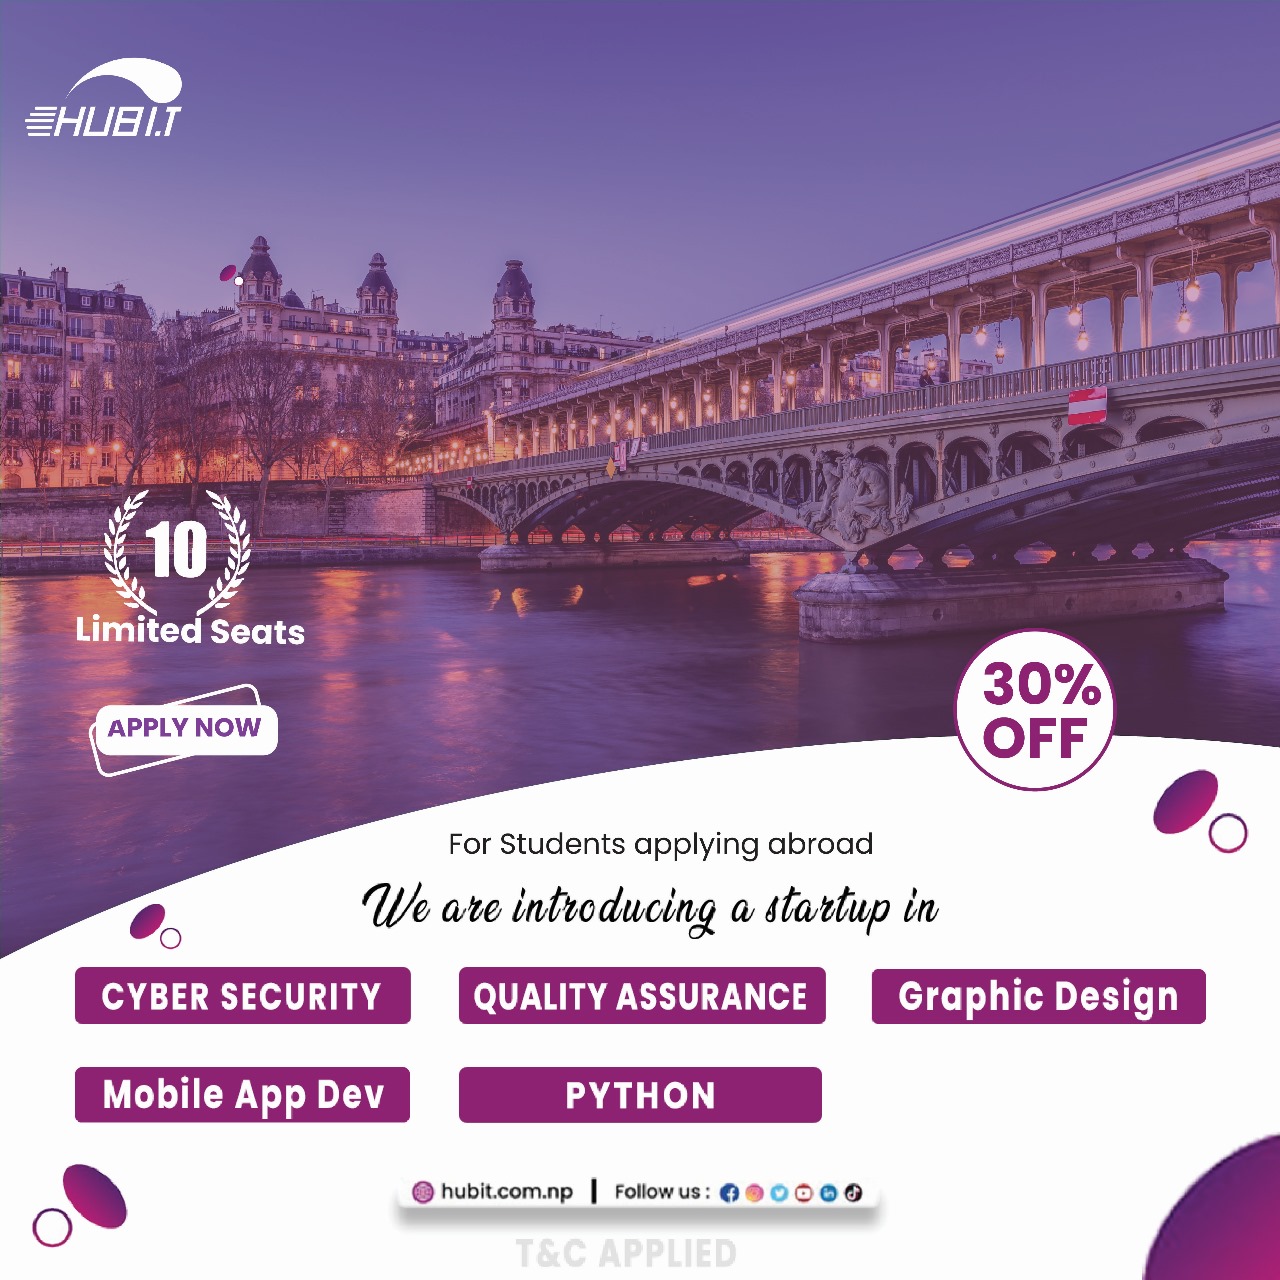 HUB I.T
10
Limited Seats
APPLY NOW
30%
OFF
For Students applying abroad
We are introducing a startup in
CYBER SECURITY
QUALITY ASSURANCE
Graphic Design
Mobile App Dev
PYTHON
hubit.com.np | Follow us :
T&C APPLIED